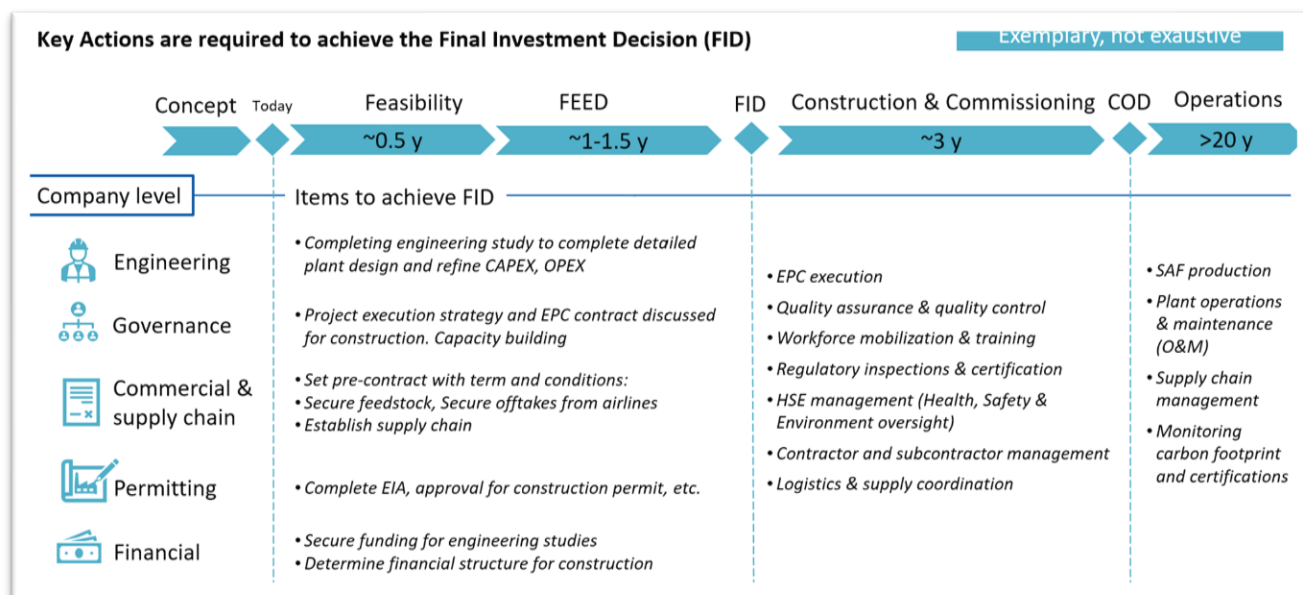 Key Actions are required to achieve the Final Investment Decision (FID)
Exemplary, not exaustive
Concept
Today
Feasibility
FEED
FID
Construction & Commissioning
COD
Operations
~0.5 y
~1-1.5 y
~3 y
>20 y
Company level
Items to achieve FID
Engineering
• Completing engineering study to complete detailed
plant design and refine CAPEX, OPEX
Governance
• Project execution strategy and EPC contract discussed
for construction. Capacity building
Commercial &
supply chain
• Set pre-contract with term and conditions:
• Secure feedstock, Secure offtakes from airlines
• Establish supply chain
Permitting
• Complete EIA, approval for construction permit, etc.
Financial
• Secure funding for engineering studies
• Determine financial structure for construction
• EPC execution
• Quality assurance & quality control
• Workforce mobilization & training
• Regulatory inspections & certification
• HSE management (Health, Safety &
Environment oversight)
• Contractor and subcontractor management
• Logistics & supply coordination
• SAF production
• Plant operations
& maintenance
(O&M)
• Supply chain
management
• Monitoring
carbon footprint
and certifications